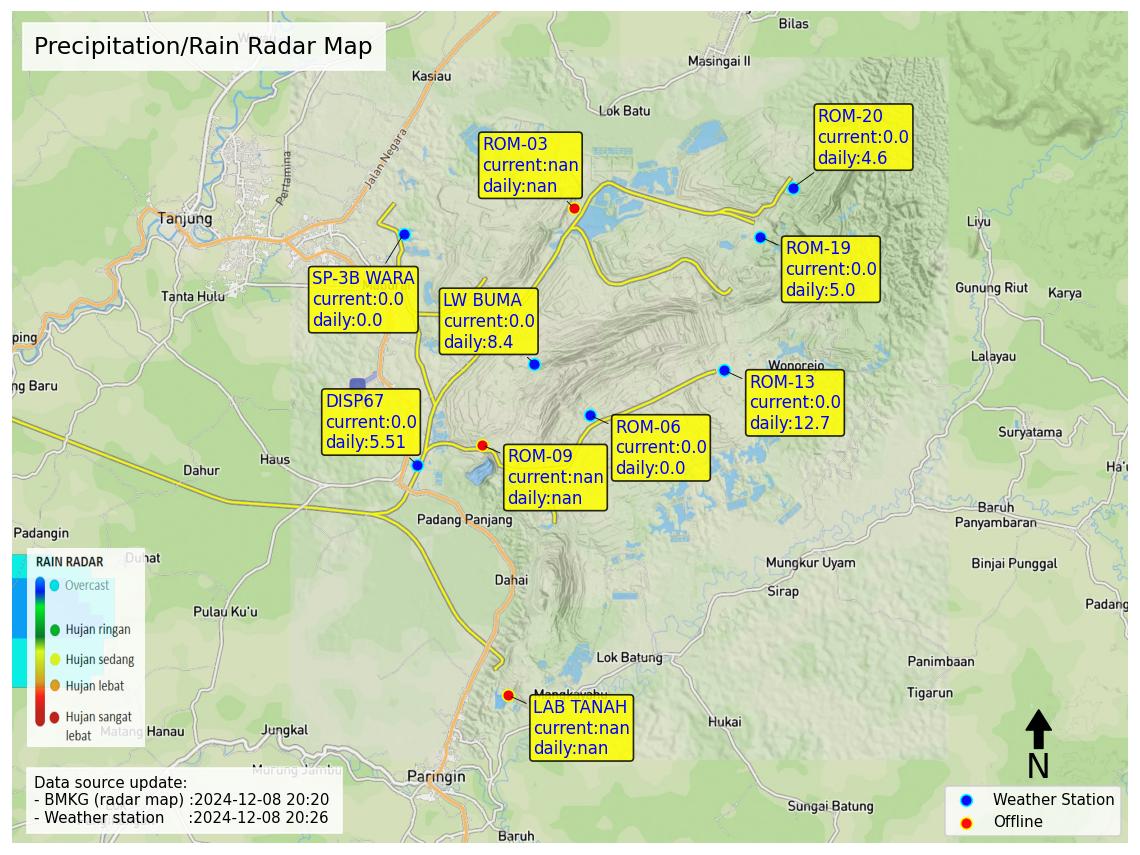 Precipitation/Rain Radar Map
Bilas
Masingai II
Kasiau
Lok Batu
Jalan Negara
Pertamina
Tanjung
Tanta Hulu
ROM-03
current:nan
daily:nan
ROM-20
current:0.0
daily:4.6
ROM-19
current:0.0
daily:5.0
SP-3B WARA
current:0.0
daily:0.0
LW BUMA
current:0.0
daily:8.4
Liyu
Gunung Riut
Karya
Lalayau
ping
ng Baru
Wonorejo
ROM-13
current:0.0
daily:12.7
DISP67
current:0.0
daily:5.51
ROM-06
current:0.0
daily:0.0
ROM-09
current:nan
daily:nan
Suryatama
Ha'u
Haus
Dahur
Padang Panjang
Baruh
Panyambaran
Padangin
Duhat
Dahai
Mungkur Uyam
Binjai Punggal
Sirap
Padang
Pulau Ku'u
RAIN RADAR
Overcast
Hujan ringan
Hujan sedang
Hujan lebat
Hujan sangat
lebat
Lok Batung
Panimbaan
Tigarun
Mangkayahu
LAB TANAH
current:nan
daily:nan
Hukai
Matang Hanau
Jungkal
Murung Jambu
Paringin
Sungai Batung
Baruh
Data source update:
- BMKG (radar map) :2024-12-08 20:20
- Weather station :2024-12-08 20:26
N
Weather Station
Offline